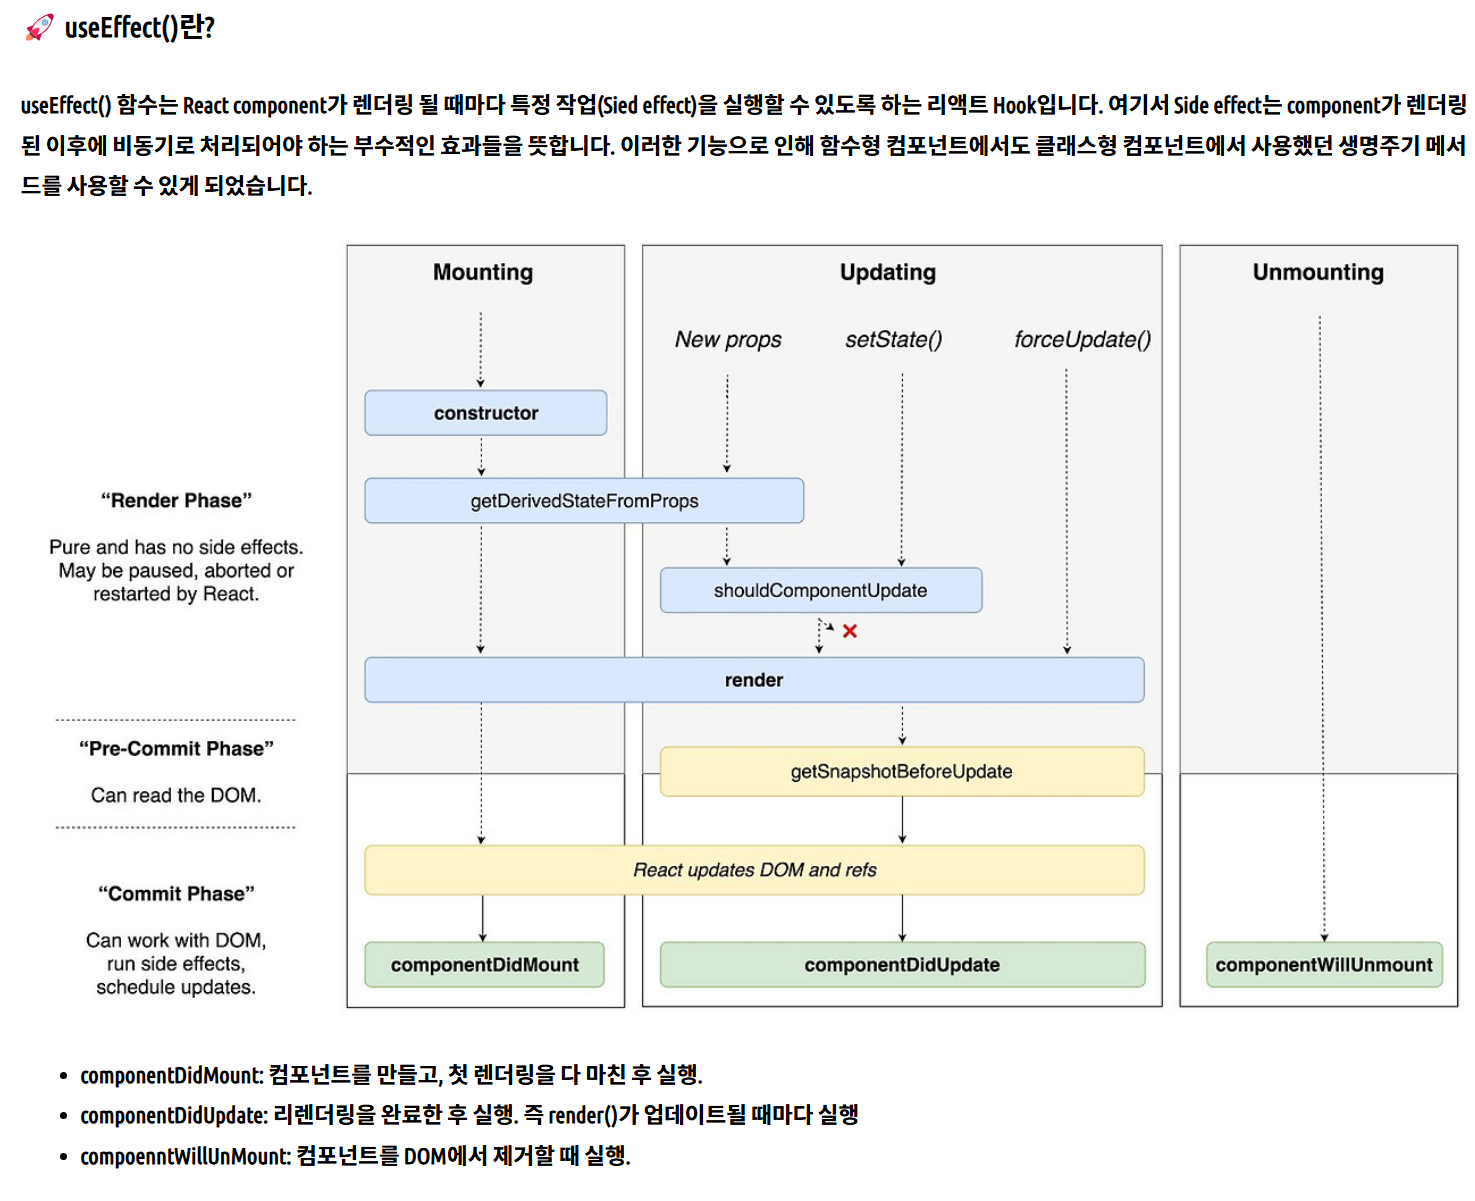 🚀 useEffect()란?
useEffect() 함수는 React component가 렌더링 될 때마다 특정 작업(Sied effect)을 실행할 수 있도록 하는 리액트 Hook입니다. 여기서 Side effect는 component가 렌더링
된 이후에 비동기로 처리되어야 하는 부수적인 효과들을 뜻합니다. 이러한 기능으로 인해 함수형 컴포넌트에서도 클래스형 컴포넌트에서 사용했던 생명주기 메서
드를 사용할 수 있게 되었습니다.
Mounting
Updating
Unmounting
New props
setState()
forceUpdate()
constructor
“Render Phase”
getDerivedStateFromProps
Pure and has no side effects.
May be paused, aborted or
restarted by React.
shouldComponentUpdate
render
“Pre-Commit Phase”
Can read the DOM.
getSnapshotBeforeUpdate
React updates DOM and refs
“Commit Phase”
Can work with DOM,
run side effects,
schedule updates.
componentDidMount
componentDidUpdate
componentWillUnmount
• componentDidMount: 컴포넌트를 만들고, 첫 렌더링을 다 마친 후 실행.
• componentDidUpdate: 리렌더링을 완료한 후 실행. 즉 render()가 업데이트될 때마다 실행
• compoenntWillUnMount: 컴포넌트를 DOM에서 제거할 때 실행.